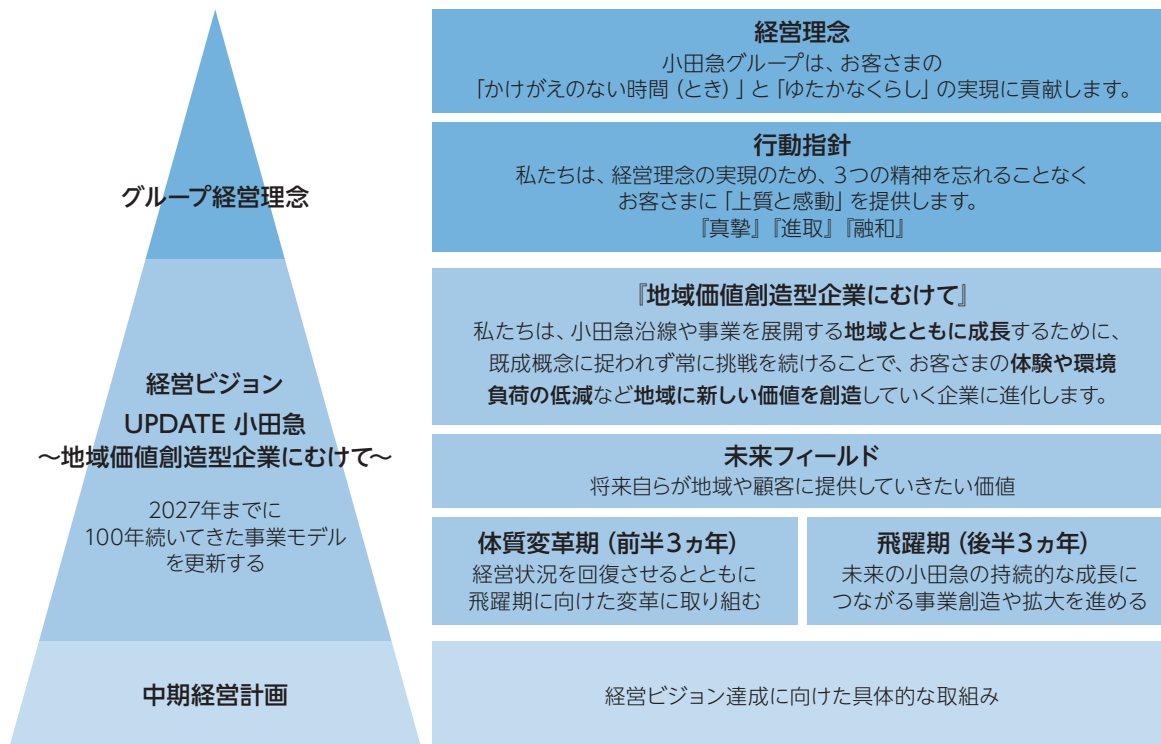 グループ経営理念
経営理念
小田急グループは、お客さまの
「かけがえのない時間（とき）」と「ゆたかなくらし」の実現に貢献します。
行動指針
私たちは、経営理念の実現のため、3つの精神を忘れることなく
お客さまに「上質と感動」を提供します。
『真摯』『進取』『融和』
経営ビジョン
UPDATE 小田急
～地域価値創造型企業にむけて～
2027年までに
100年続いてきた事業モデル
を更新する
『地域価値創造型企業にむけて』
私たちは、小田急沿線や事業を展開する地域とともに成長するために、
既成概念に捉われず常に挑戦を続けることで、お客さまの体験や環境
負荷の低減など地域に新しい価値を創造していく企業に進化します。
未来フィールド
将来自らが地域や顧客に提供していきたい価値
体質変革期（前半３ヵ年）
経営状況を回復させるとともに
飛躍期に向けた変革に取り組む
飛躍期（後半３ヵ年）
未来の小田急の持続的な成長に
つながる事業創造や拡大を進める
中期経営計画
経営ビジョン達成に向けた具体的な取組み